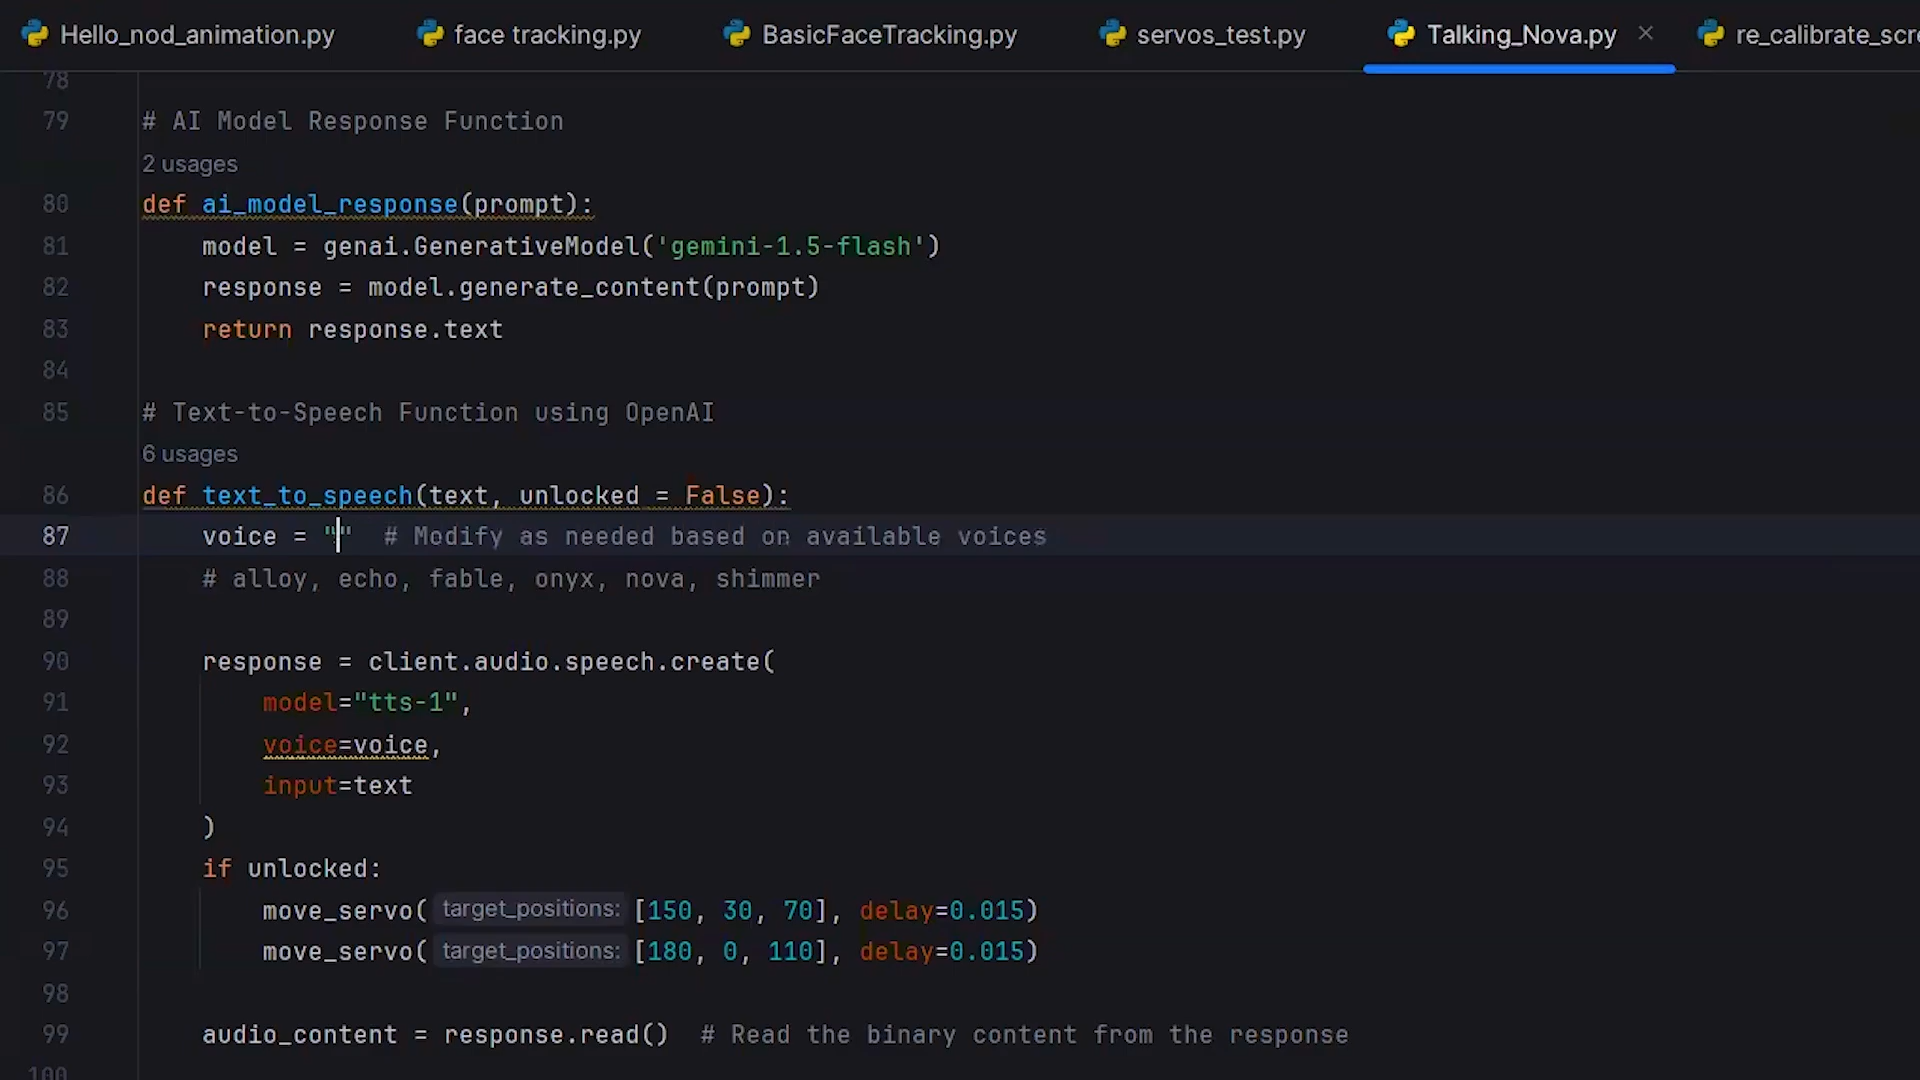 Hello_nod_animation.py face tracking.py BasicFaceTracking.py servos_test.py Talking_Nova.py × re_calibrate_scre
78
79 # AI Model Response Function
2 usages
80 def ai_model_response(prompt):
81 model = genai.GenerativeModel('gemini-1.5-flash')
82 response = model.generate_content(prompt)
83 return response.text
84
85 # Text-to-Speech Function using OpenAI
6 usages
86 def text_to_speech(text, unlocked = False):
87 voice = "" # Modify as needed based on available voices
88 # alloy, echo, fable, onyx, nova, shimmer
89
90 response = client.audio.speech.create(
91 model="tts-1",
92 voice=voice,
93 input=text
94 )
95 if unlocked:
96 move_servo( target_positions: [150, 30, 70], delay=0.015)
97 move_servo( target_positions: [180, 0, 110], delay=0.015)
98
99 audio_content = response.read() # Read the binary content from the response
100